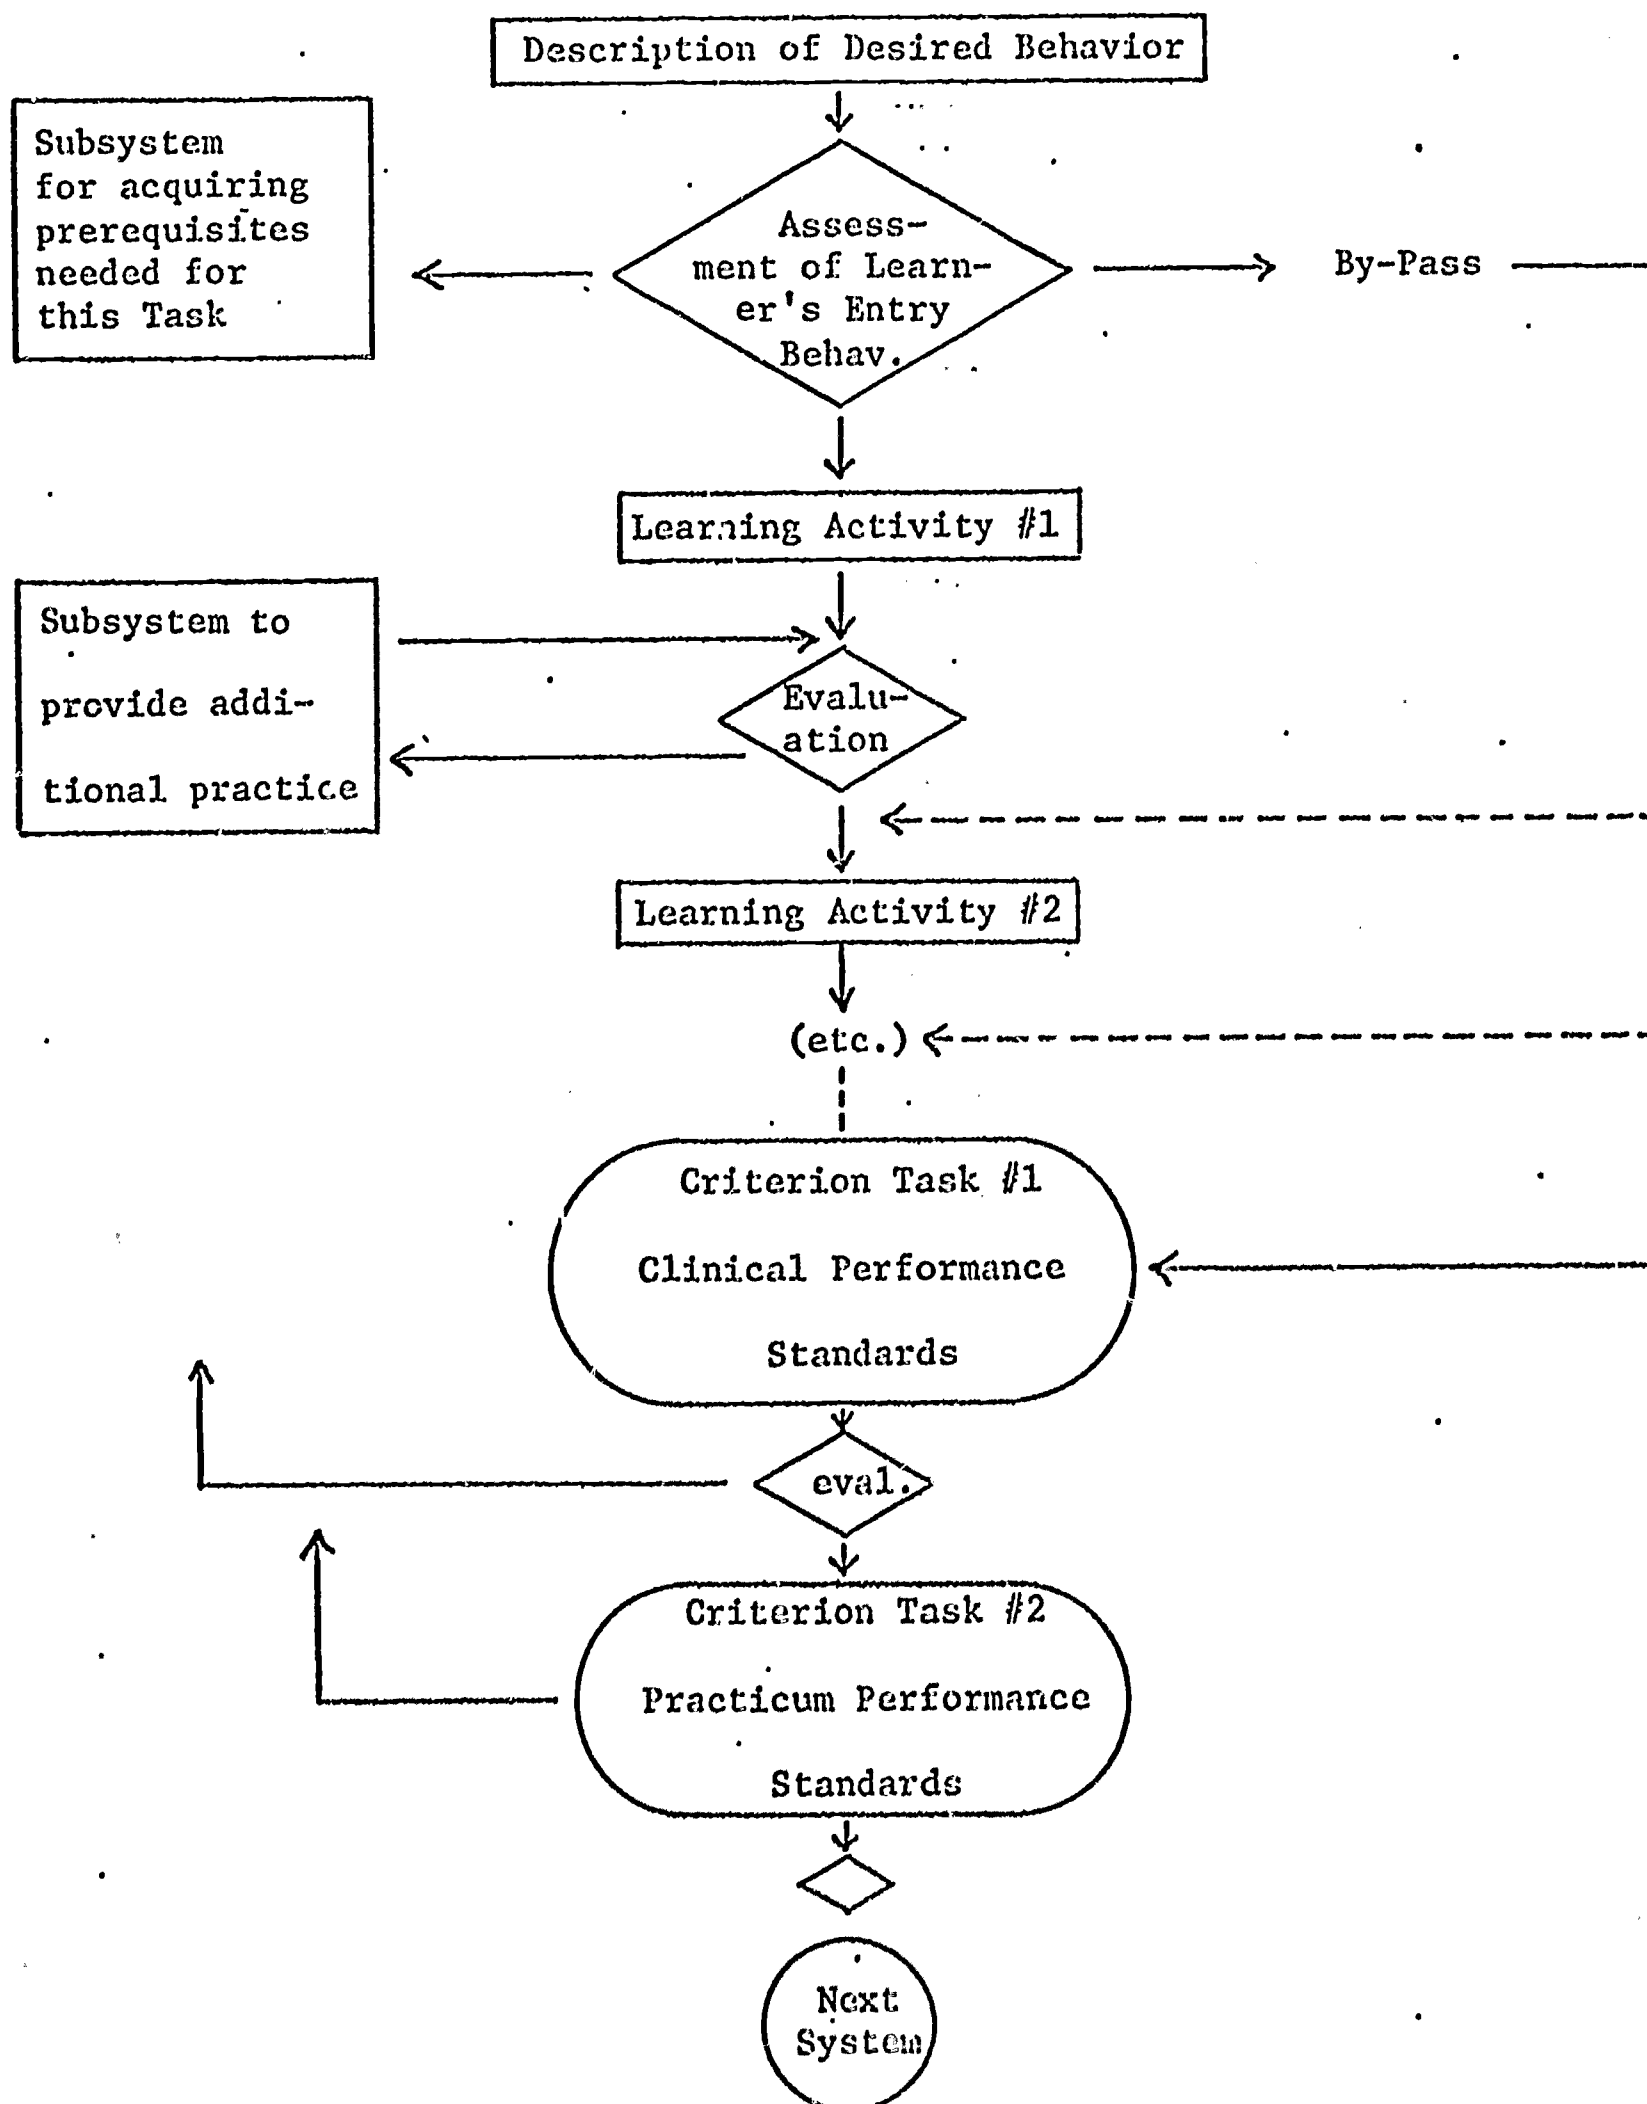 Description of Desired Behavior
Subsystem
for acquiring
prerequisites
needed for
this Task
Assess-
ment of Learn-
er's Entry
Behav.
By-Pass
Learning Activity #1
Subsystem to
provide addi-
tional practice
Evalu-
ation
Learning Activity #2
(etc.)
Criterion Task #1
Clinical Performance
Standards
eval.
Criterion Task #2
Practicum Performance
Standards
Next
System